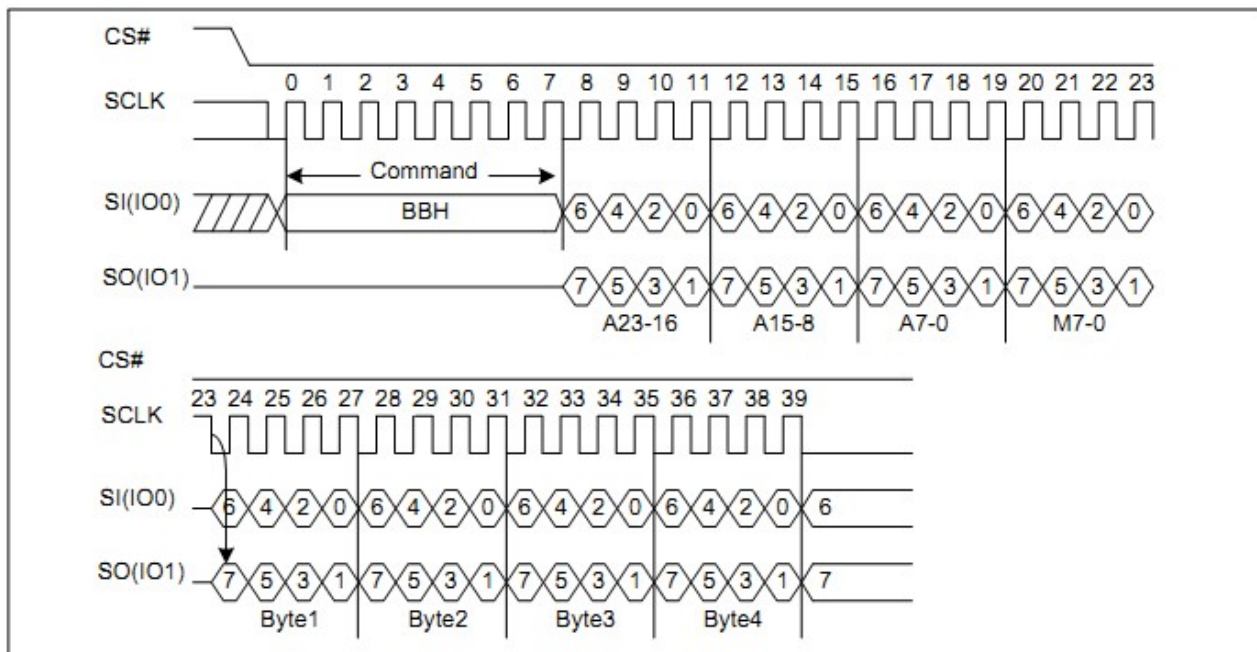 CS#
0 1 2 3 4 5 6 7 8 9 10 11 12 13 14 15 16 17 18 19 20 21 22 23
SCLK
Command
SI(IO0) BBH 6 4 2 0 6 4 2 0 6 4 2 0 6 4 2 0
SO(IO1) 7 5 3 1 7 5 3 1 7 5 3 1 7 5 3 1
A23-16 A15-8 A7-0 M7-0
CS#
23 24 25 26 27 28 29 30 31 32 33 34 35 36 37 38 39
SCLK
SI(IO0) 6 4 2 0 6 4 2 0 6 4 2 0 6 4 2 0 6
SO(IO1) 7 5 3 1 7 5 3 1 7 5 3 1 7 5 3 1 7
Byte1 Byte2 Byte3 Byte4